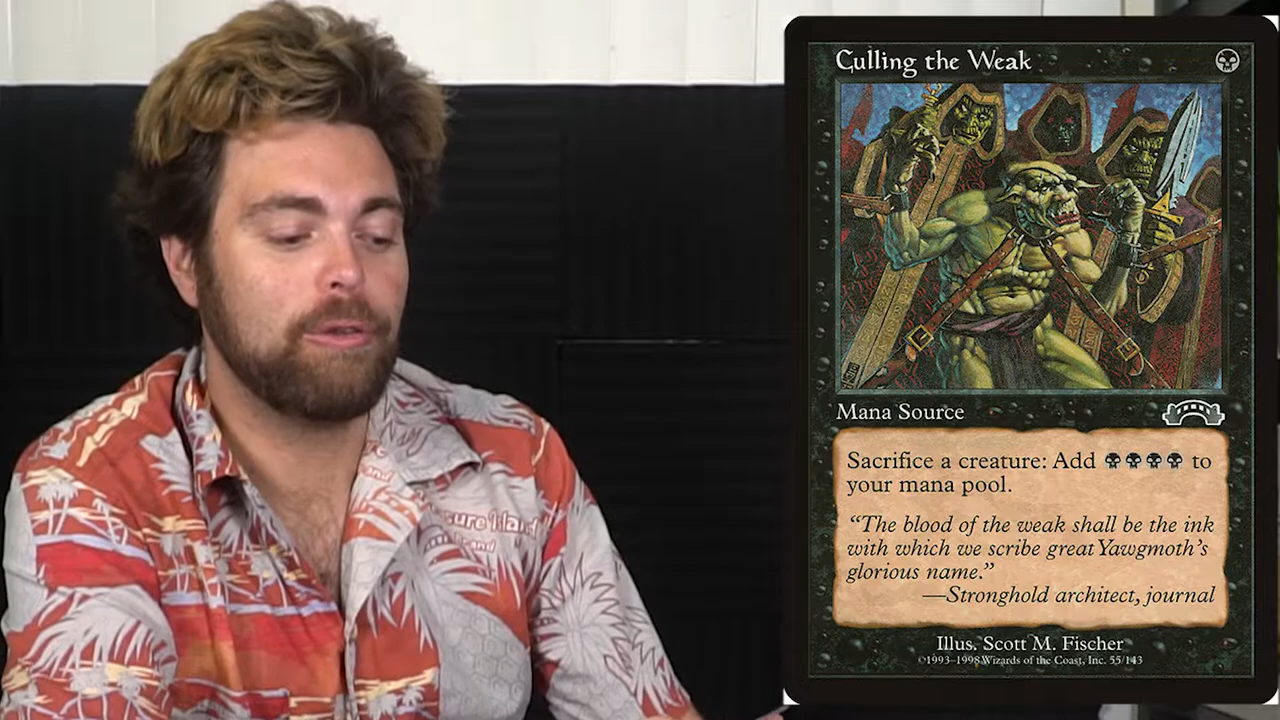 Culling the Weak
Mana Source
Sacrifice a creature: Add to
your mana pool.
“The blood of the weak shall be the ink
with which we scribe great Yawgmoth’s
glorious name.”
—Stronghold architect, journal
Illus. Scott M. Fischer
©1993–1998 Wizards of the Coast, Inc. 55/143